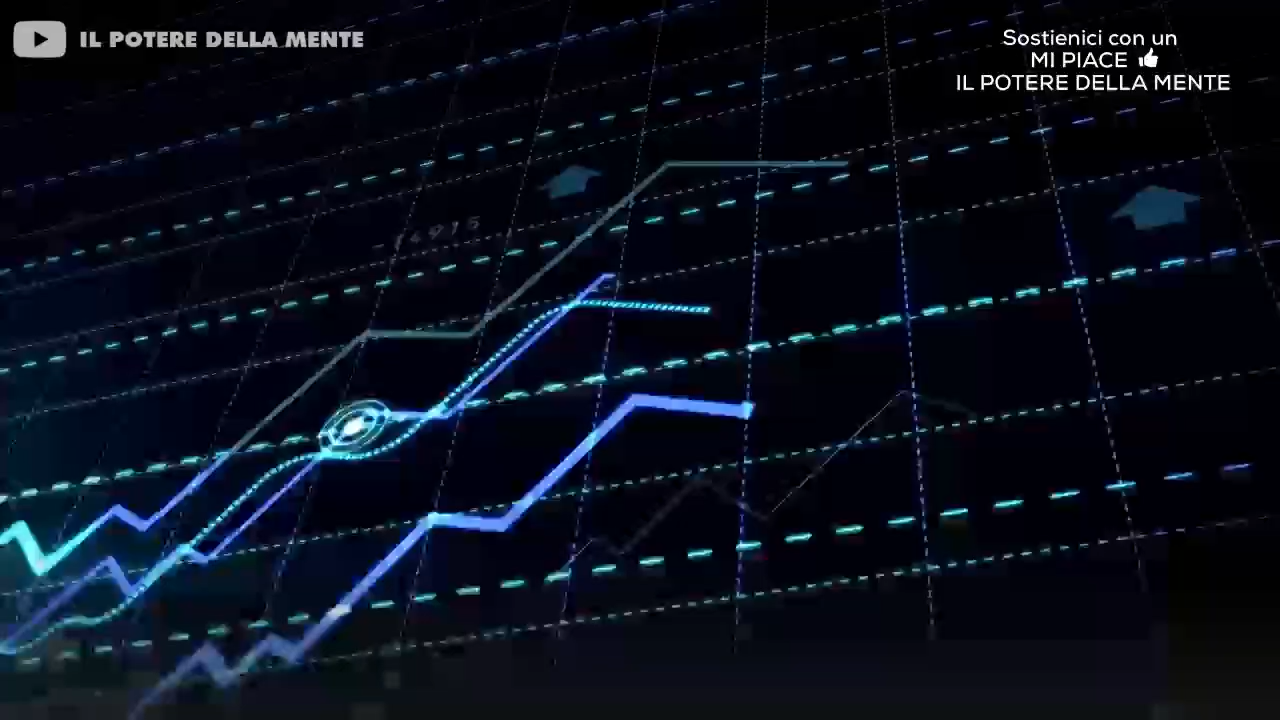 IL POTERE DELLA MENTE
Sostienici con un
MI PIACE
IL POTERE DELLA MENTE